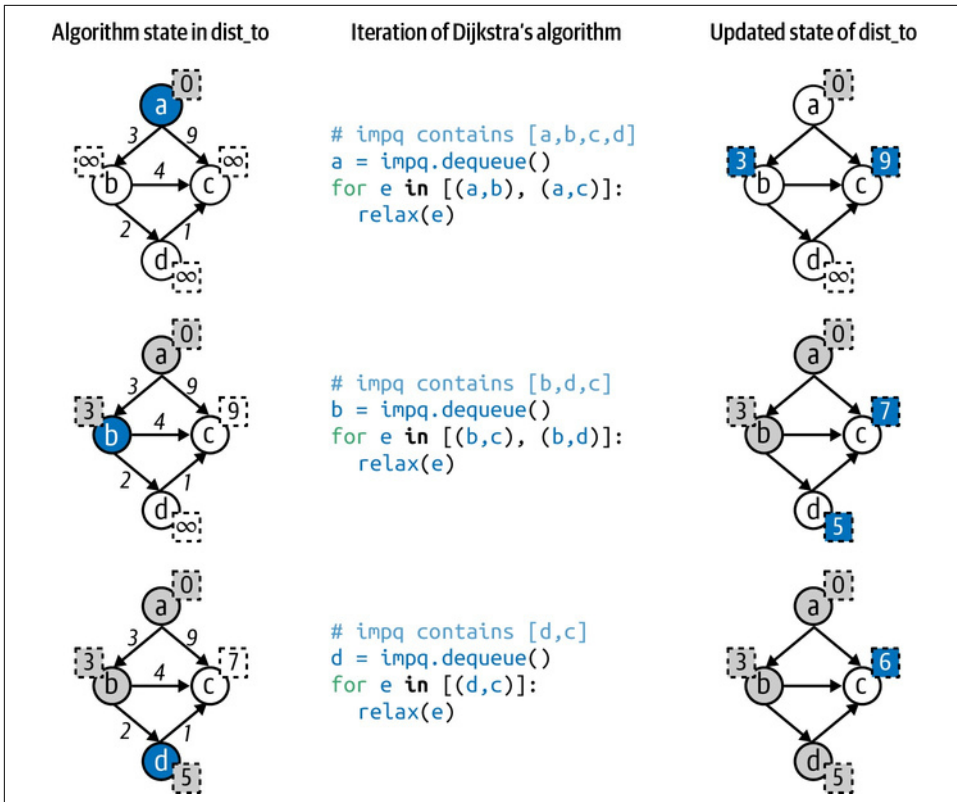 Algorithm state in dist_to
Iteration of Dijkstra's algorithm
Updated state of dist_to
a 0
3 9
∞ ∞
b 4 c
2 1
d
∞
# impq contains [a,b,c,d]
a = impq.dequeue()
for e in [(a,b), (a,c)]:
relax(e)
a 0
3 9
b c
d
∞
a 0
3 9
3 9
b 4 c
2 1
d
∞
# impq contains [b,d,c]
b = impq.dequeue()
for e in [(b,c), (b,d)]:
relax(e)
a 0
3 7
b c
d
5
a 0
3 9
3 7
b 4 c
2 1
d
5
# impq contains [d,c]
d = impq.dequeue()
for e in [(d,c)]:
relax(e)
a 0
3 6
b c
d
5